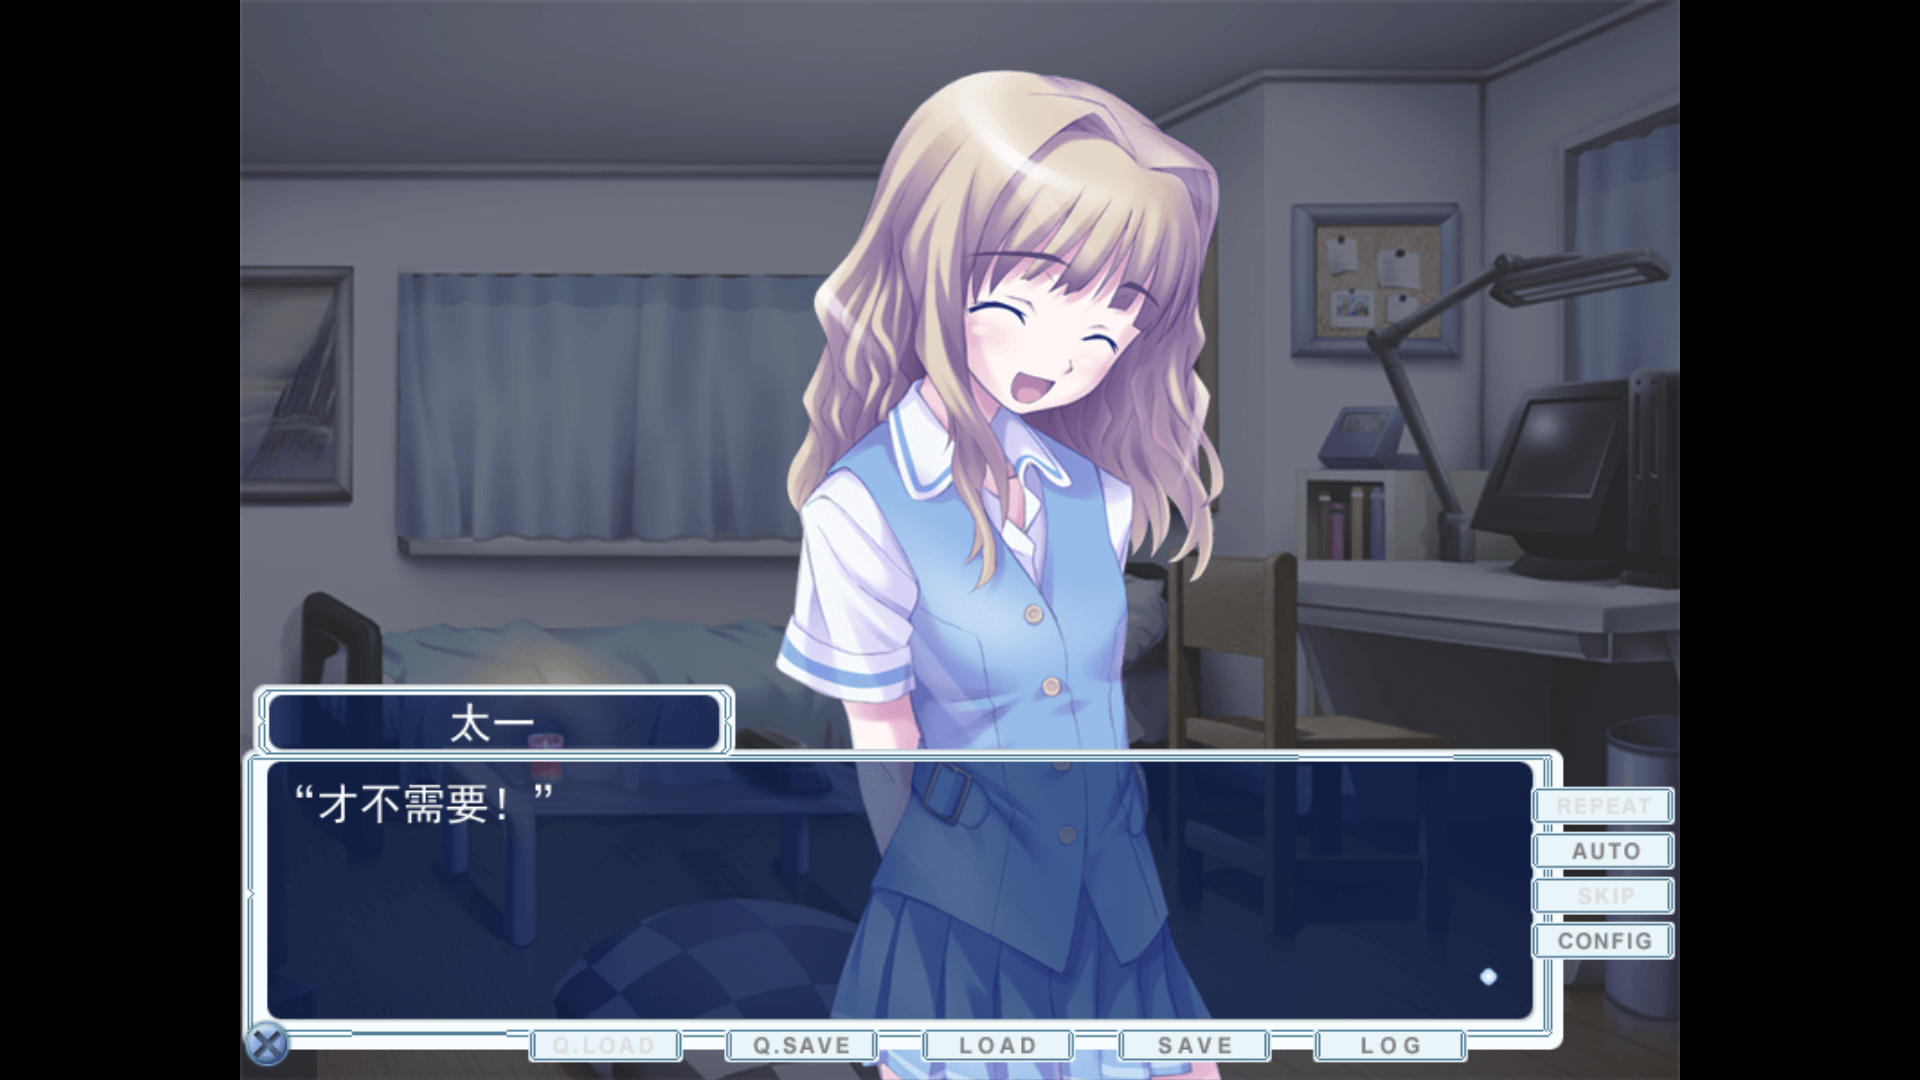 太一
“才不需要！”
REPEAT
AUTO
SKIP
CONFIG
Q.LOAD
Q.SAVE
LOAD
SAVE
LOG